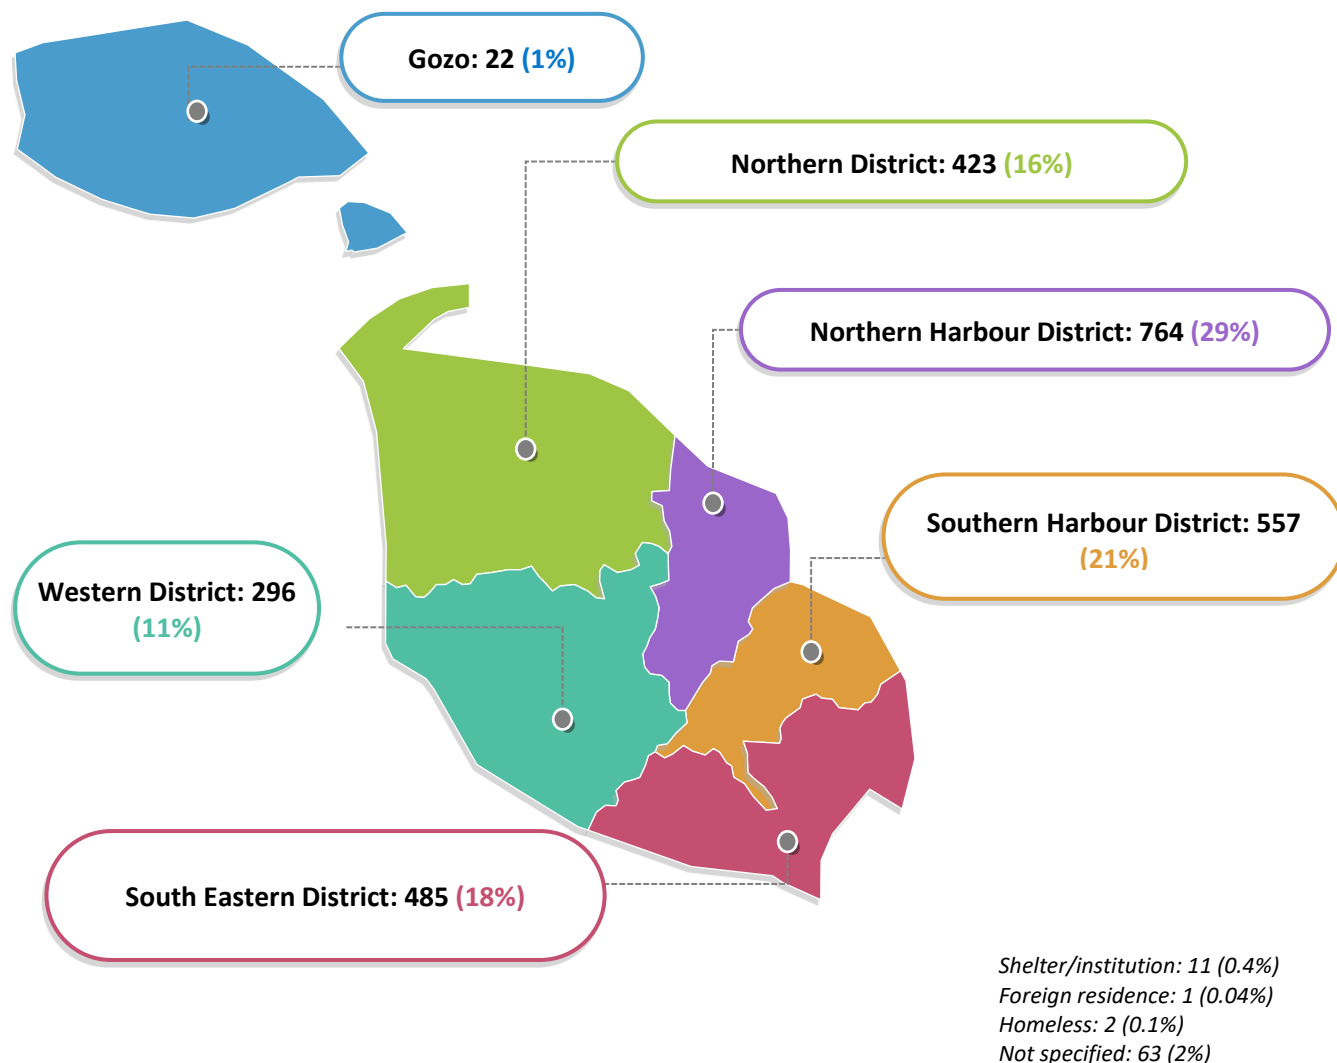 Gozo: 22 (1%)
Northern District: 423 (16%)
Northern Harbour District: 764 (29%)
Southern Harbour District: 557
(21%)
Western District: 296
(11%)
South Eastern District: 485 (18%)
Shelter/institution: 11 (0.4%)
Foreign residence: 1 (0.04%)
Homeless: 2 (0.1%)
Not specified: 63 (2%)